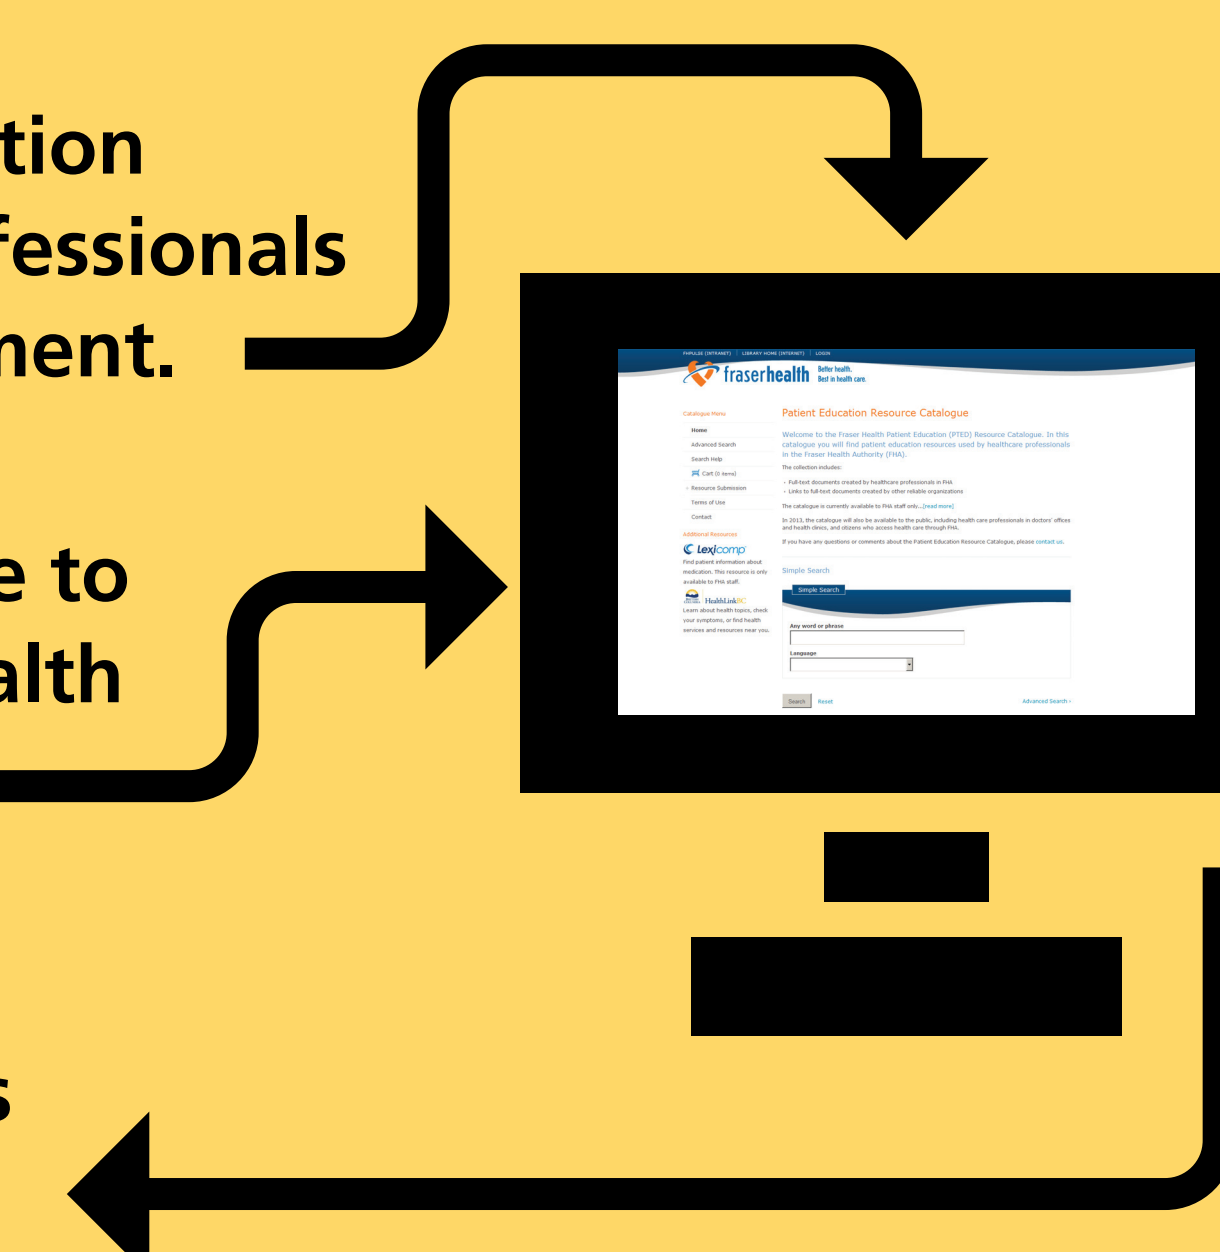 tion
fessionals
ment.
e to
alth
s
FHPULSE (INTRANET) | LIBRARY HOME (INTERNET) | LOGIN
fraserhealth
Better health.
Best in health care.
Catalogue Menu
Home
Advanced Search
Search Help
Cart (0 items)
Resource Submission
Terms of Use
Contact
Additional Resources
Lexicomp
Find patient information about
medication. This resource is only
available to FHA staff.
HealthLinkBC
Learn about health topics, check
your symptoms, or find health
services and resources near you.
Patient Education Resource Catalogue
Welcome to the Fraser Health Patient Education (PTED) Resource Catalogue. In this
catalogue you will find patient education resources used by healthcare professionals
in the Fraser Health Authority (FHA).
The collection includes:
Full-text documents created by healthcare professionals in FHA
Links to full-text documents created by other reliable organizations
The catalogue is currently available to FHA staff only...[read more]
In 2013, the catalogue will also be available to the public, including health care professionals in doctors' offices
and health clinics, and citizens who access health care through FHA.
If you have any questions or comments about the Patient Education Resource Catalogue, please contact us.
Simple Search
Simple Search
Any word or phrase
Language
Search Reset
Advanced Search ›